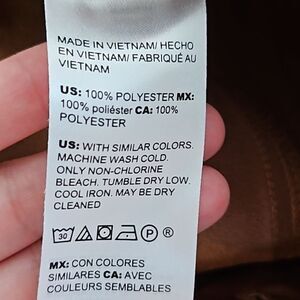 MADE IN VIETNAM/ HECHO
EN VIETNAM/ FABRIQUÉ AU
VIETNAM
US: 100% POLYESTER MX:
100% poliéster CA: 100%
POLYESTER
US: WITH SIMILAR COLORS.
MACHINE WASH COLD.
ONLY NON-CHLORINE
BLEACH. TUMBLE DRY LOW.
COOL IRON. MAY BE DRY
CLEANED
30 P ®
MX: CON COLORES
SIMILARES CA: AVEC
COULEURS SEMBLABLES